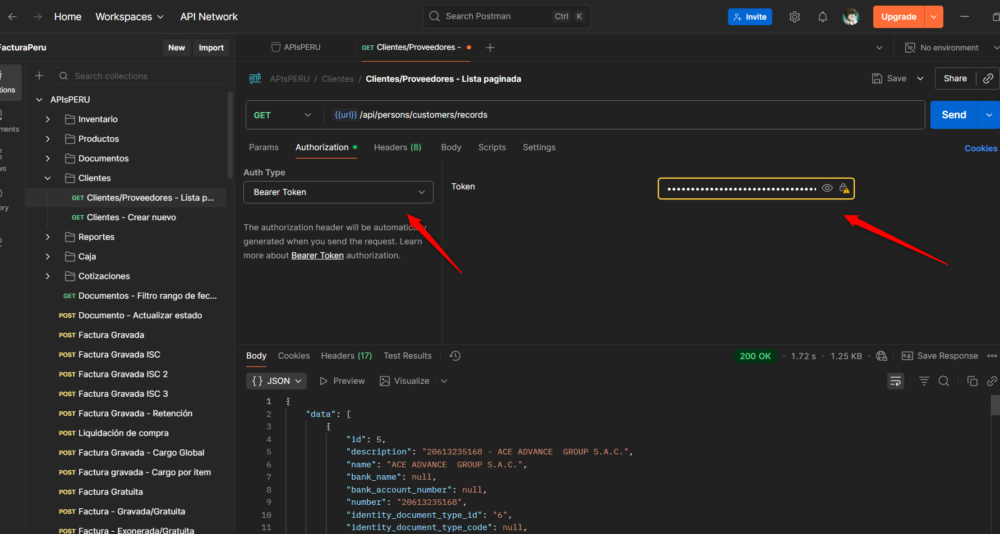 Home
Workspaces
API Network
Search Postman
Ctrl K
Invite
Upgrade
FacturaPeru
New
Import
APIsPERU
GET Clientes/Proveedores -
No environment
Search collections
APIsPERU / Clientes / Clientes/Proveedores - Lista paginada
Save
Share
GET
{{url}} /api/persons/customers/records
Send
Params
Authorization
Headers (8)
Body
Scripts
Settings
Cookies
Auth Type
Bearer Token
The authorization header will be automatically
generated when you send the request. Learn
more about Bearer Token authorization.
Token
APIsPERU
Inventario
Productos
Documentos
Clientes
GET Clientes/Proveedores - Lista p...
GET Clientes - Crear nuevo
Reportes
Caja
Cotizaciones
GET Documentos - Filtro rango de fec...
POST Documento - Actualizar estado
POST Factura Gravada
POST Factura Gravada ISC
POST Factura Gravada ISC 2
POST Factura Gravada ISC 3
POST Factura Gravada - Retención
POST Liquidación de compra
POST Factura Gravada - Cargo Global
POST Factura gravada - Cargo por item
POST Factura Gratuita
POST Factura - Gravada/Gratuita
POST Factura - Exonerada/Gratuita
Body
Cookies
Headers (17)
Test Results
200 OK
1.72 s
1.25 KB
e.g. Save Response
{} JSON
Preview
Visualize
1 {
2 "data": [
3 {
4 "id": 5,
5 "description": "20613235168 - ACE ADVANCE  GROUP S.A.C.",
6 "name": "ACE ADVANCE  GROUP S.A.C.",
7 "bank_name": null,
8 "bank_account_number": null,
9 "number": "20613235168",
10 "identity_document_type_id": "6",
11 "identity_document_type_code": null,